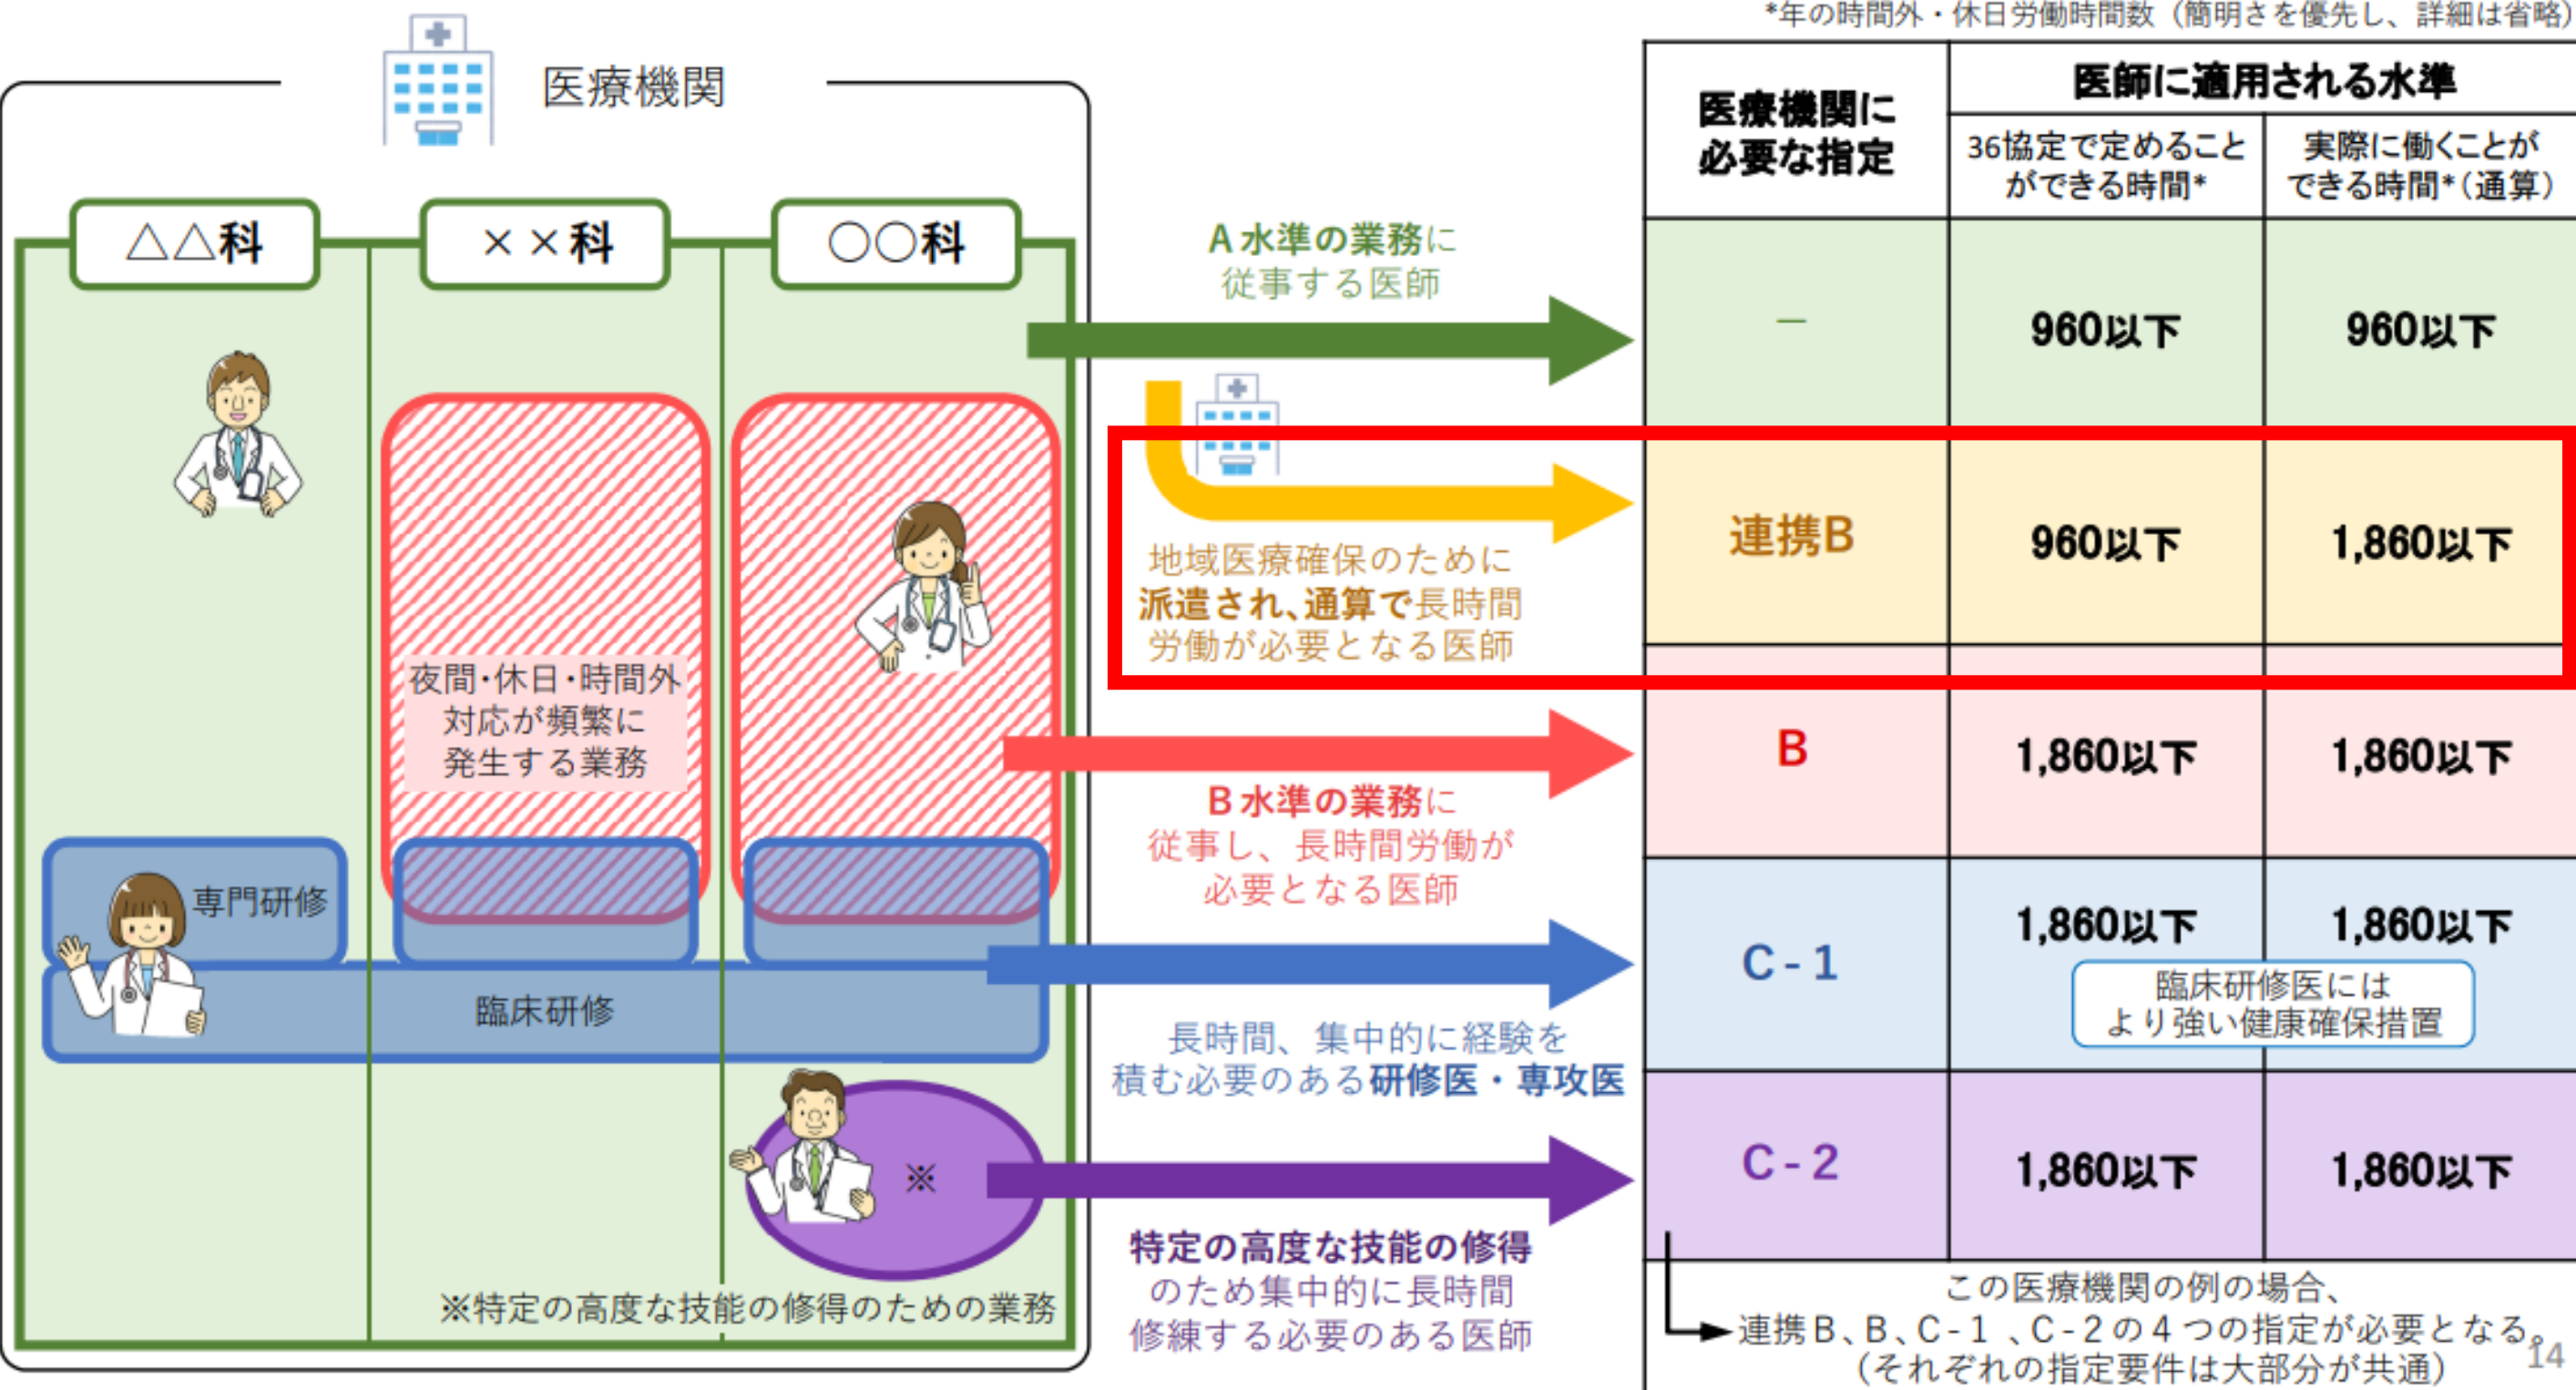 *年の時間外・休日労働時間数（簡明さを優先し、詳細は省略）
医療機関
△△科
××科
○○科
夜間・休日・時間外
対応が頻繁に
発生する業務
専門研修
臨床研修
※
※特定の高度な技能の修得のための業務
A水準の業務に
従事する医師
地域医療確保のために
派遣され、通算で長時間
労働が必要となる医師
B水準の業務に
従事し、長時間労働が
必要となる医師
長時間、集中的に経験を
積む必要のある研修医・専攻医
特定の高度な技能の修得
のため集中的に長時間
修練する必要のある医師
医療機関に
必要な指定
医師に適用される水準
36協定で定めること
ができる時間*
実際に働くことが
できる時間*（通算）
－
960以下
960以下
連携B
960以下
1,860以下
B
1,860以下
1,860以下
C-1
1,860以下
1,860以下
臨床研修医には
より強い健康確保措置
C-2
1,860以下
1,860以下
この医療機関の例の場合、
連携B、B、C-1、C-2の4つの指定が必要となる。
（それぞれの指定要件は大部分が共通）
14